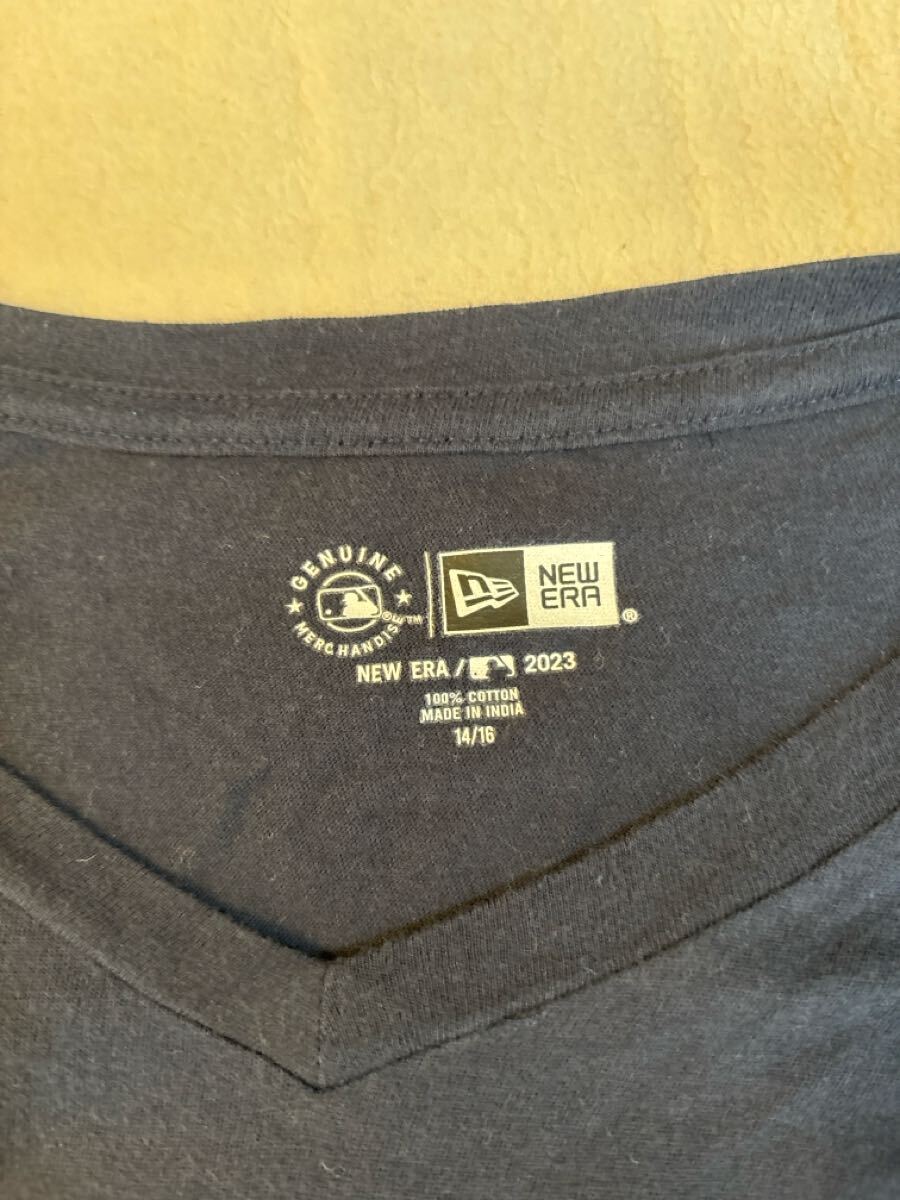 GENUINE
MERCHANDISE™
NEW
ERA
®
NEW ERA / 2023
100% COTTON
MADE IN INDIA
14/16